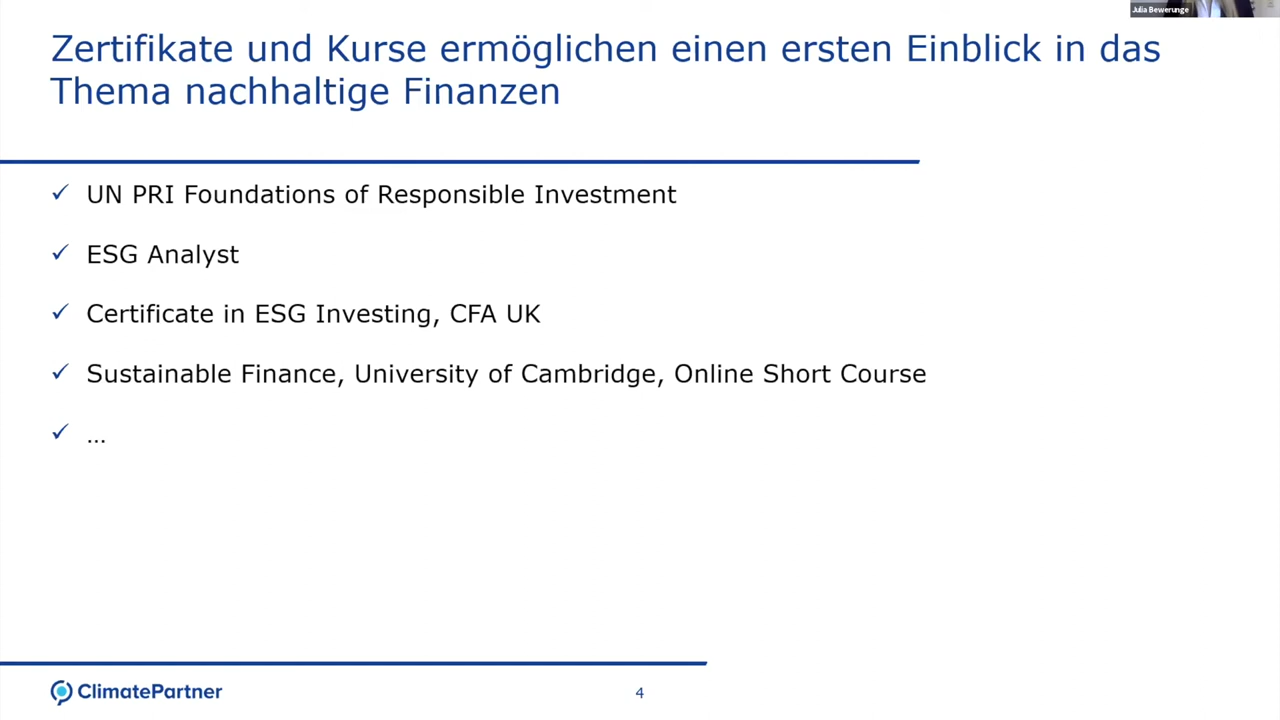 Julia Bewerunge
Zertifikate und Kurse ermöglichen einen ersten Einblick in das
Thema nachhaltige Finanzen
✓ UN PRI Foundations of Responsible Investment
✓ ESG Analyst
✓ Certificate in ESG Investing, CFA UK
✓ Sustainable Finance, University of Cambridge, Online Short Course
✓ …
ClimatePartner
4